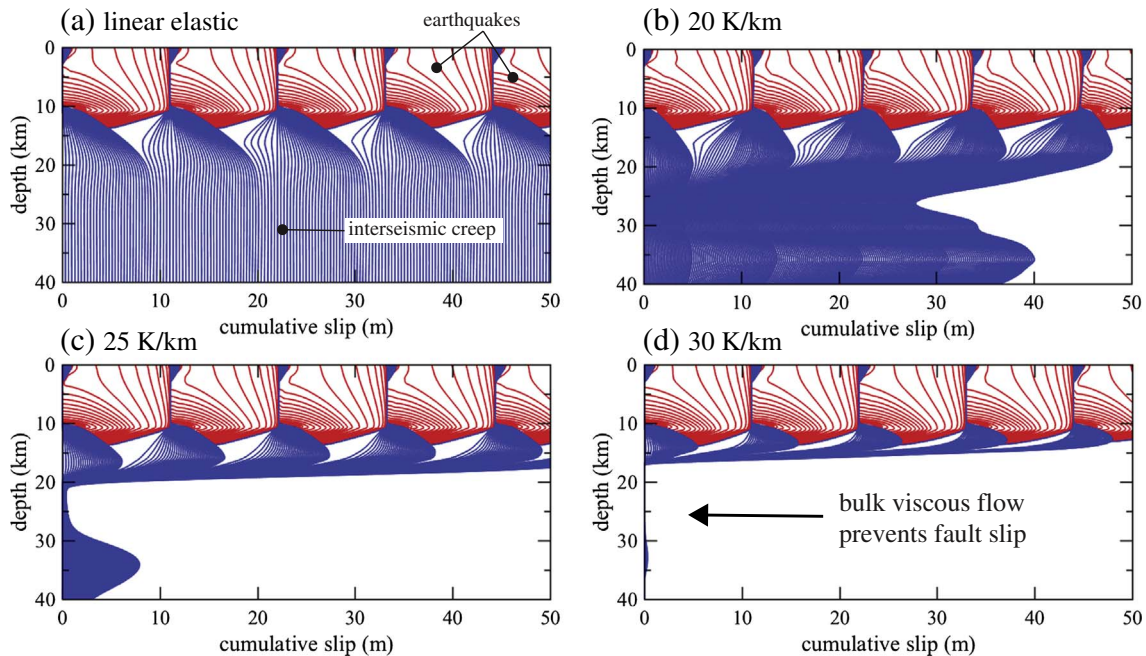 (a) linear elastic
earthquakes
0
10
20
30
40
depth (km)
interseismic creep
0 10 20 30 40 50
cumulative slip (m)
(b) 20 K/km
0
10
20
30
40
depth (km)
0 10 20 30 40 50
cumulative slip (m)
(c) 25 K/km
0
10
20
30
40
depth (km)
0 10 20 30 40 50
cumulative slip (m)
(d) 30 K/km
0
10
20
30
40
depth (km)
bulk viscous flow
prevents fault slip
0 10 20 30 40 50
cumulative slip (m)